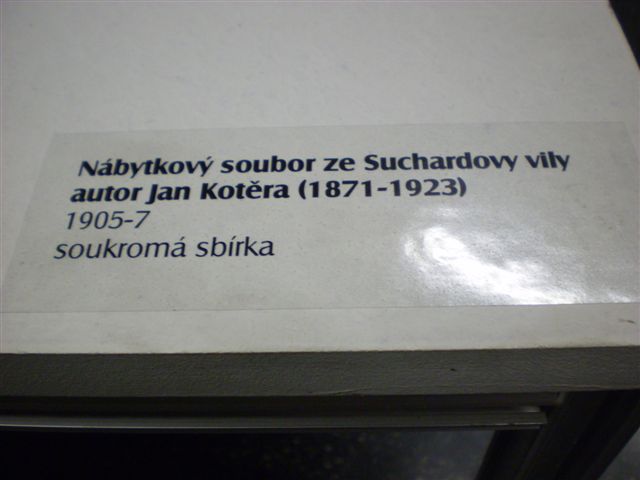 Nábytkový soubor ze Suchardovy vily
autor Jan Kotěra (1871-1923)
1905-7
soukromá sbírka